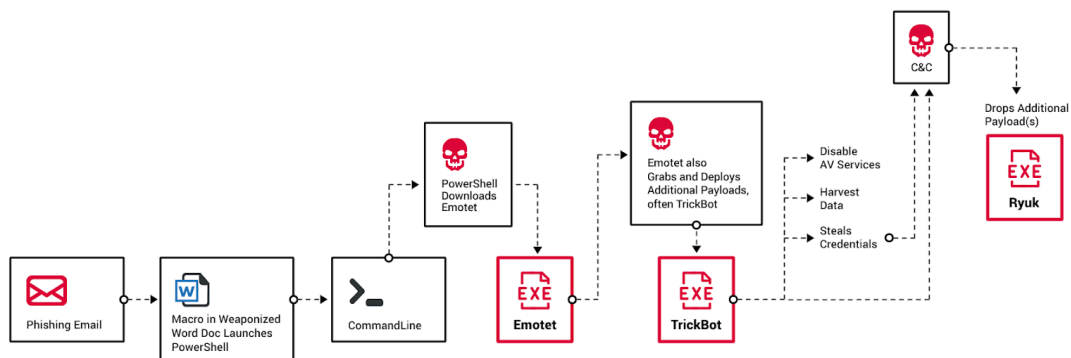 Phishing Email
Macro in Weaponized
Word Doc Launches
PowerShell
CommandLine
PowerShell
Downloads
Emotet
EXE
Emotet
Emotet also
Grabs and Deploys
Additional Payloads,
often TrickBot
EXE
TrickBot
Disable
AV Services
Harvest
Data
Steals
Credentials
C&C
Drops Additional
Payload(s)
EXE
Ryuk
W